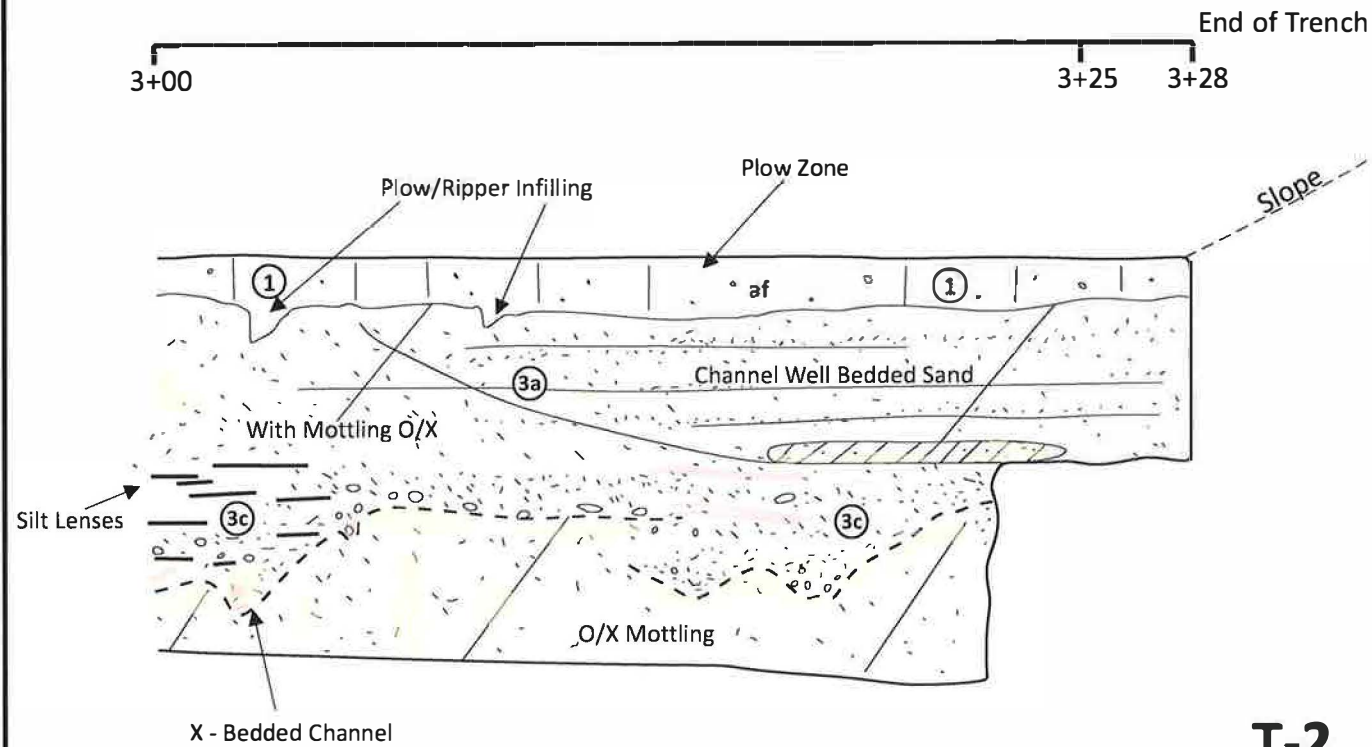 End of Trench
3+00
3+25
3+28
Slope
Plow Zone
Plow/Ripper Infilling
1
af
1
3a
Channel Well Bedded Sand
With Mottling O/X
Silt Lenses
3c
3c
O/X Mottling
X - Bedded Channel
T-2